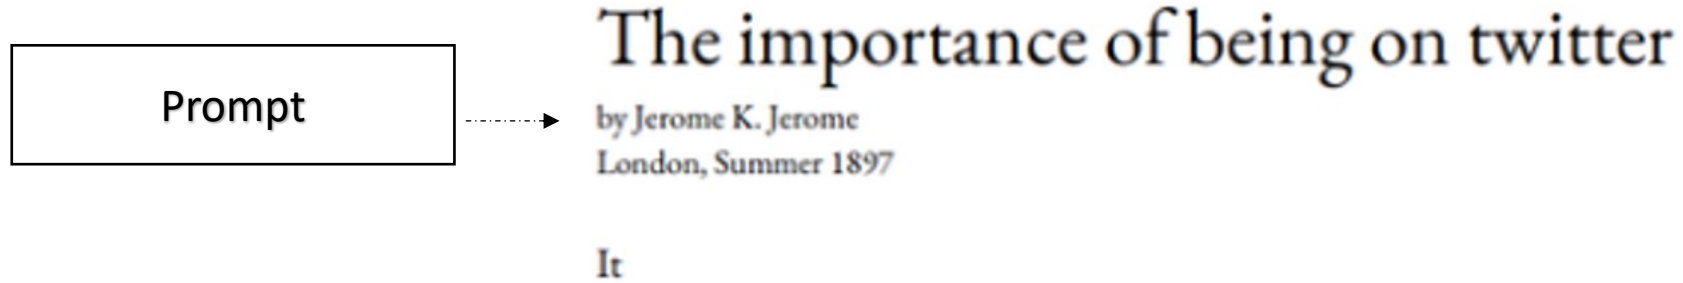 Prompt
The importance of being on twitter
by Jerome K. Jerome
London, Summer 1897
It